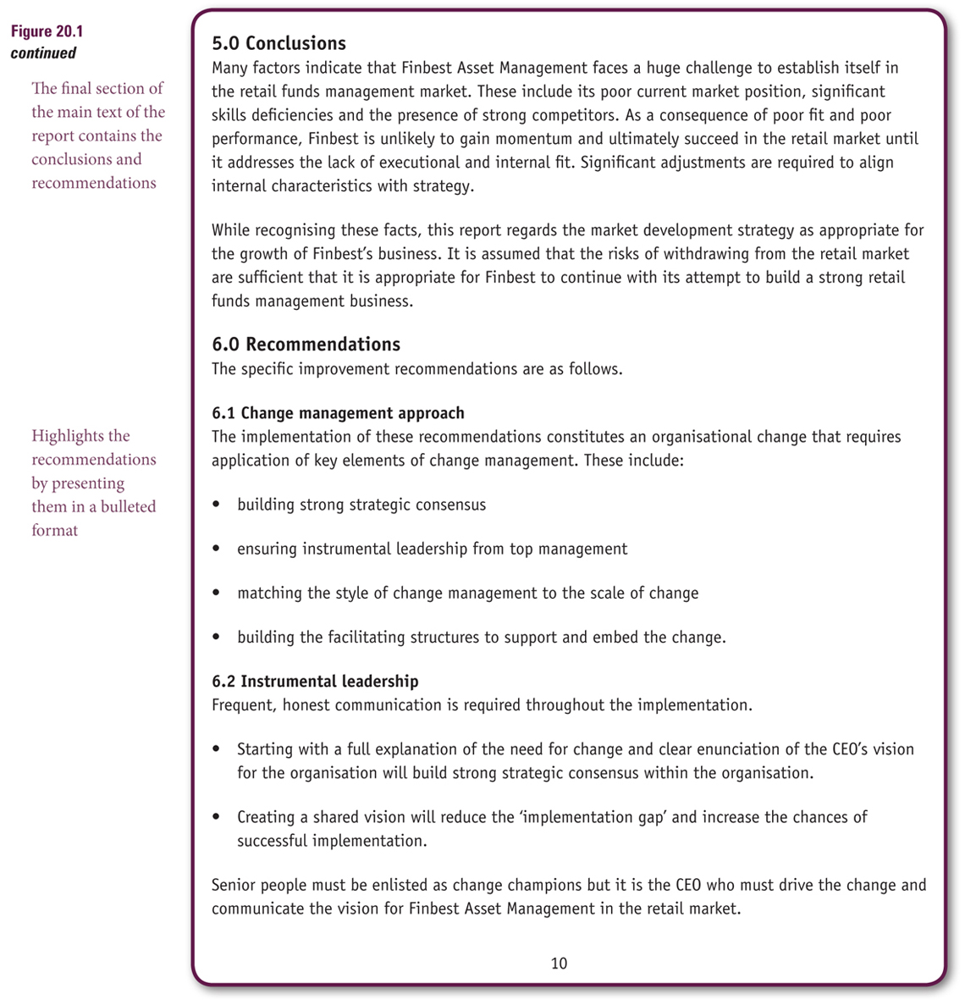 Figure 20.1
continued
The final section of
the main text of the
report contains the
conclusions and
recommendations
5.0 Conclusions
Many factors indicate that Finbest Asset Management faces a huge challenge to establish itself in
the retail funds management market. These include its poor current market position, significant
skills deficiencies and the presence of strong competitors. As a consequence of poor fit and poor
performance, Finbest is unlikely to gain momentum and ultimately succeed in the retail market until
it addresses the lack of executional and internal fit. Significant adjustments are required to align
internal characteristics with strategy.
While recognising these facts, this report regards the market development strategy as appropriate for
the growth of Finbest’s business. It is assumed that the risks of withdrawing from the retail market
are sufficient that it is appropriate for Finbest to continue with its attempt to build a strong retail
funds management business.
6.0 Recommendations
The specific improvement recommendations are as follows.
Highlights the
recommendations
by presenting
them in a bulleted
format
6.1 Change management approach
The implementation of these recommendations constitutes an organisational change that requires
application of key elements of change management. These include:
• building strong strategic consensus
• ensuring instrumental leadership from top management
• matching the style of change management to the scale of change
• building the facilitating structures to support and embed the change.
6.2 Instrumental leadership
Frequent, honest communication is required throughout the implementation.
• Starting with a full explanation of the need for change and clear enunciation of the CEO’s vision
for the organisation will build strong strategic consensus within the organisation.
• Creating a shared vision will reduce the ‘implementation gap’ and increase the chances of
successful implementation.
Senior people must be enlisted as change champions but it is the CEO who must drive the change and
communicate the vision for Finbest Asset Management in the retail market.
10